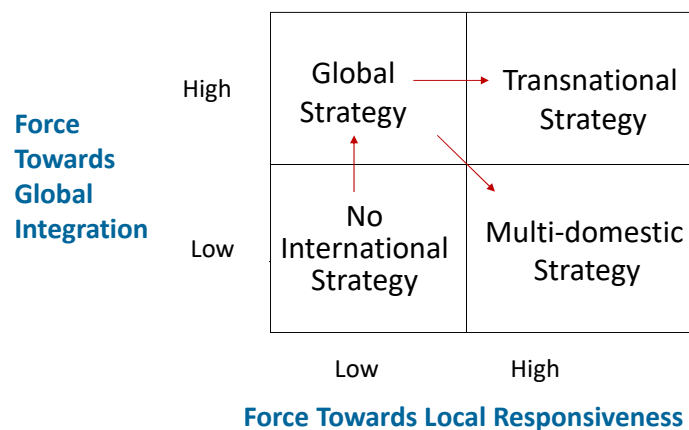 High
Global
Strategy
Transnational
Strategy
Force
Towards
Global
Integration
Low
No
International
Strategy
Multi-domestic
Strategy
Low
High
Force Towards Local Responsiveness